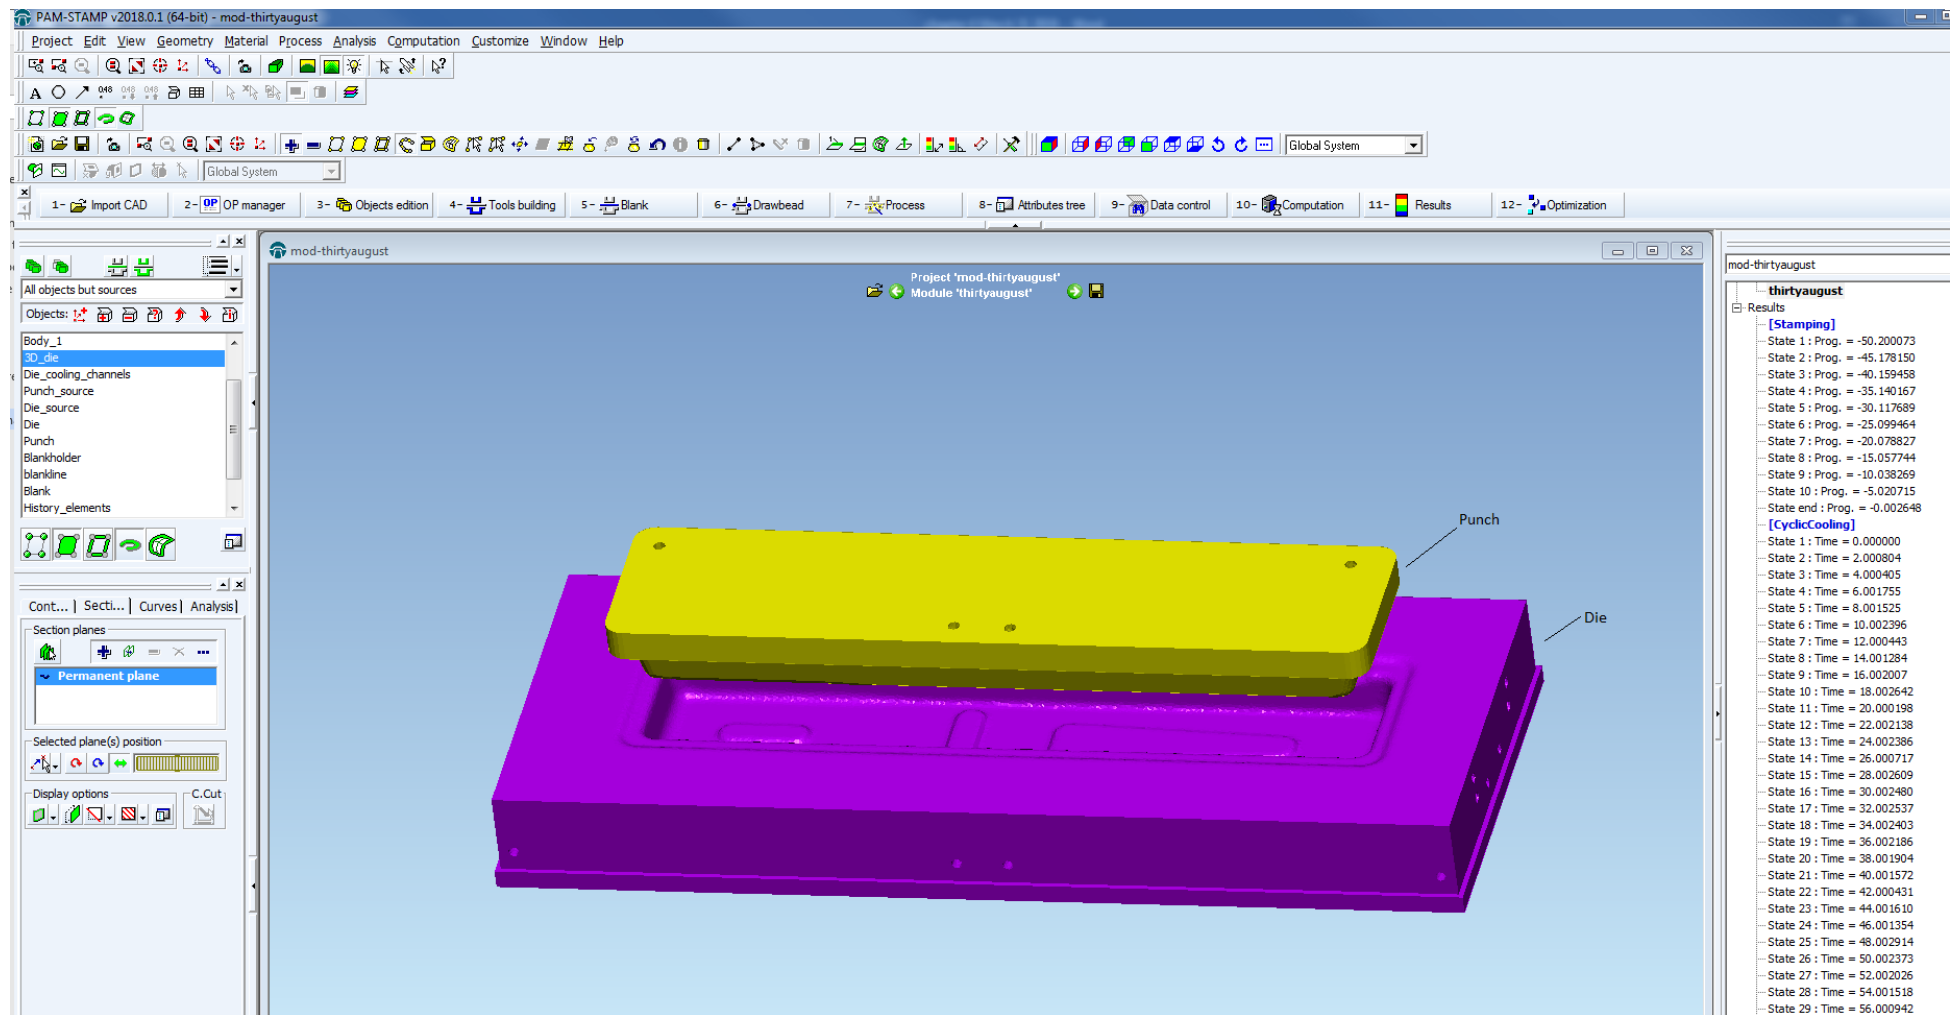 PAM-STAMP v2018.0.1 (64-bit) - mod-thirtyaugust
Project Edit View Geometry Material Process Analysis Computation Customize Window Help
Global System
Global System
1- Import CAD 2- OP OP manager 3- Objects edition 4- Tools building 5- Blank 6- Drawbead 7- Process 8- Attributes tree 9- Data control 10- Computation 11- Results 12- Optimization
All objects but sources
Objects:
Body_1
3D_die
Die_cooling_channels
Punch_source
Die_source
Die
Punch
Blankholder
blankline
Blank
History_elements
Cont... Secti... Curves Analysis
Section planes
Permanent plane
Selected plane(s) position
Display options
C.Cut
mod-thirtyaugust
Project 'mod-thirtyaugust'
Module 'thirtyaugust'
Punch
Die
mod-thirtyaugust
thirtyaugust
Results
[Stamping]
State 1 : Prog. = -50.200073
State 2 : Prog. = -45.178150
State 3 : Prog. = -40.159458
State 4 : Prog. = -35.140167
State 5 : Prog. = -30.117689
State 6 : Prog. = -25.099464
State 7 : Prog. = -20.078827
State 8 : Prog. = -15.057744
State 9 : Prog. = -10.038269
State 10 : Prog. = -5.020715
State end : Prog. = -0.002648
[CyclicCooling]
State 1 : Time = 0.000000
State 2 : Time = 2.000804
State 3 : Time = 4.000405
State 4 : Time = 6.001755
State 5 : Time = 8.001525
State 6 : Time = 10.002396
State 7 : Time = 12.000443
State 8 : Time = 14.001284
State 9 : Time = 16.002007
State 10 : Time = 18.002642
State 11 : Time = 20.000198
State 12 : Time = 22.002138
State 13 : Time = 24.002386
State 14 : Time = 26.000717
State 15 : Time = 28.002609
State 16 : Time = 30.002480
State 17 : Time = 32.002537
State 18 : Time = 34.002403
State 19 : Time = 36.002186
State 20 : Time = 38.001904
State 21 : Time = 40.001572
State 22 : Time = 42.000431
State 23 : Time = 44.001610
State 24 : Time = 46.001354
State 25 : Time = 48.002914
State 26 : Time = 50.002373
State 27 : Time = 52.002026
State 28 : Time = 54.001518
State 29 : Time = 56.000942